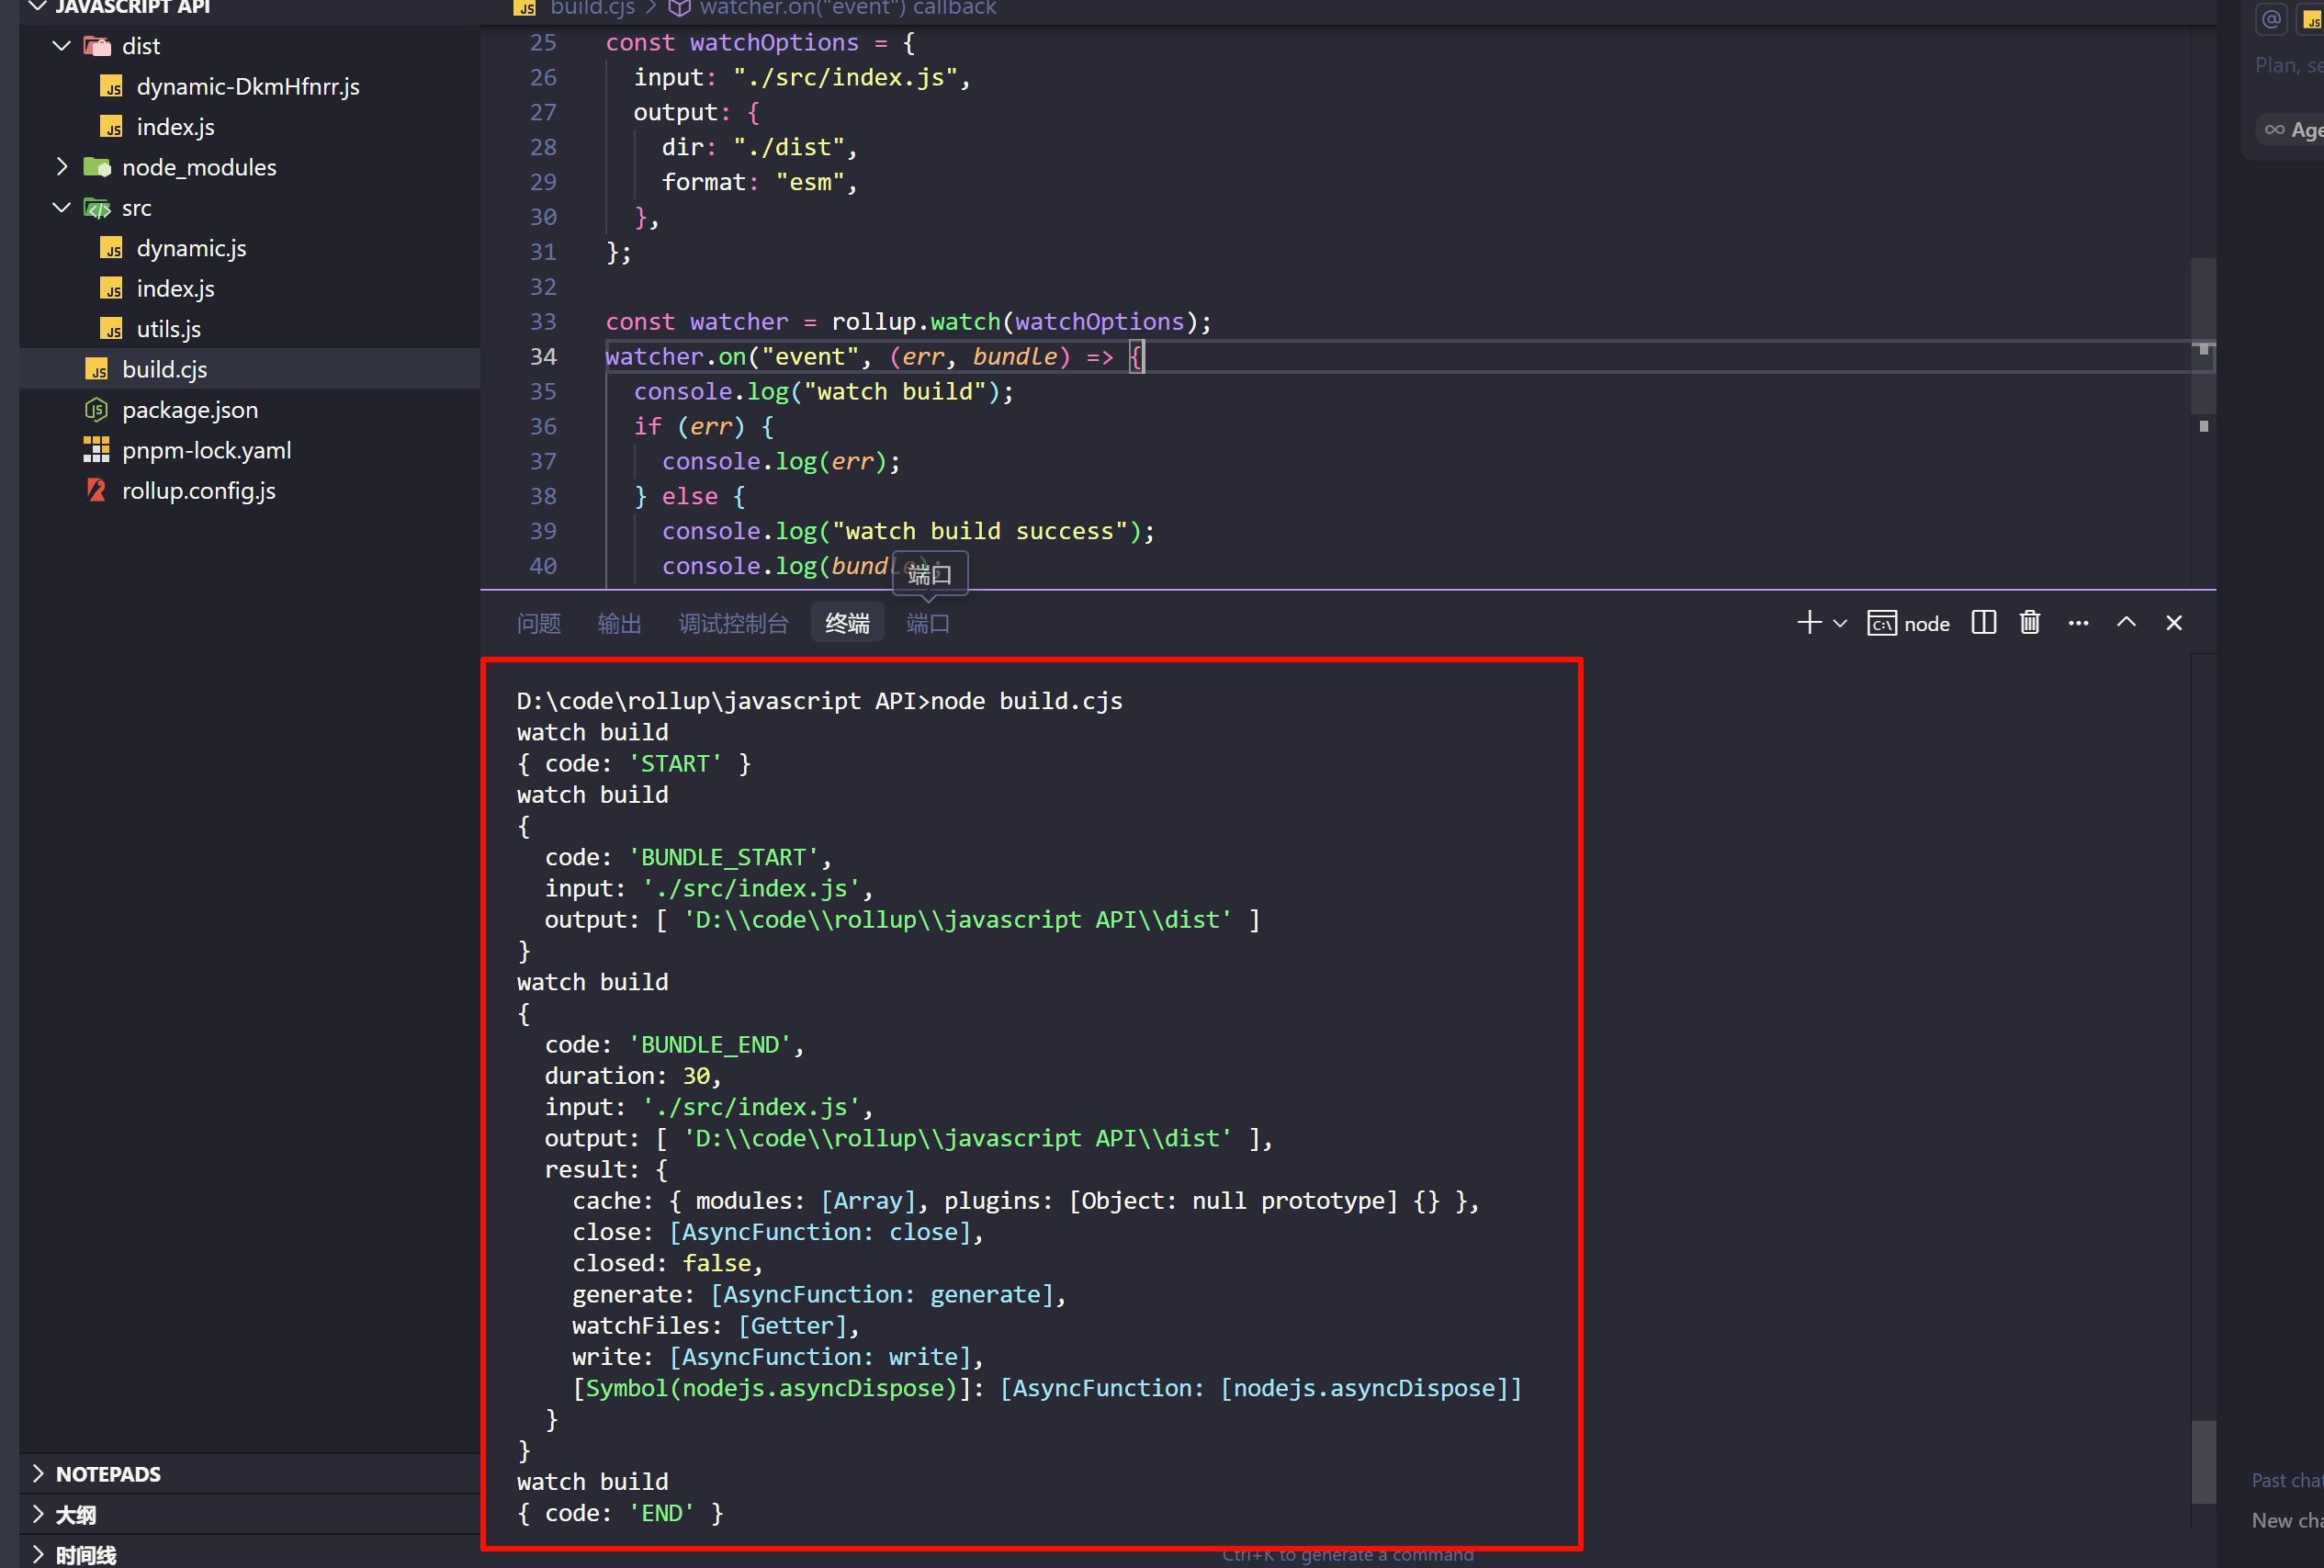 JAVASCRIPT API
dist
dynamic-DkmHfnrr.js
index.js
node_modules
src
dynamic.js
index.js
utils.js
build.cjs
package.json
pnpm-lock.yaml
rollup.config.js
NOTEPADS
大纲
时间线
build.cjs > watcher.on("event") callback
25 const watchOptions = {
26 input: "./src/index.js",
27 output: {
28 dir: "./dist",
29 format: "esm",
30 },
31 };
32
33 const watcher = rollup.watch(watchOptions);
34 watcher.on("event", (err, bundle) => {
35 console.log("watch build");
36 if (err) {
37 console.log(err);
38 } else {
39 console.log("watch build success");
40 console.log(bundle);
端口
问题 输出 调试控制台 终端 端口
node
D:\code\rollup\javascript API>node build.cjs
watch build
{ code: 'START' }
watch build
{
code: 'BUNDLE_START',
input: './src/index.js',
output: [ 'D:\\code\\rollup\\javascript API\\dist' ]
}
watch build
{
code: 'BUNDLE_END',
duration: 30,
input: './src/index.js',
output: [ 'D:\\code\\rollup\\javascript API\\dist' ],
result: {
cache: { modules: [Array], plugins: [Object: null prototype] {} },
close: [AsyncFunction: close],
closed: false,
generate: [AsyncFunction: generate],
watchFiles: [Getter],
write: [AsyncFunction: write],
[Symbol(nodejs.asyncDispose)]: [AsyncFunction: [nodejs.asyncDispose]]
}
}
watch build
{ code: 'END' }
Ctrl+K to generate a command
@
Plan, se
∞ Age
Past chat
New cha